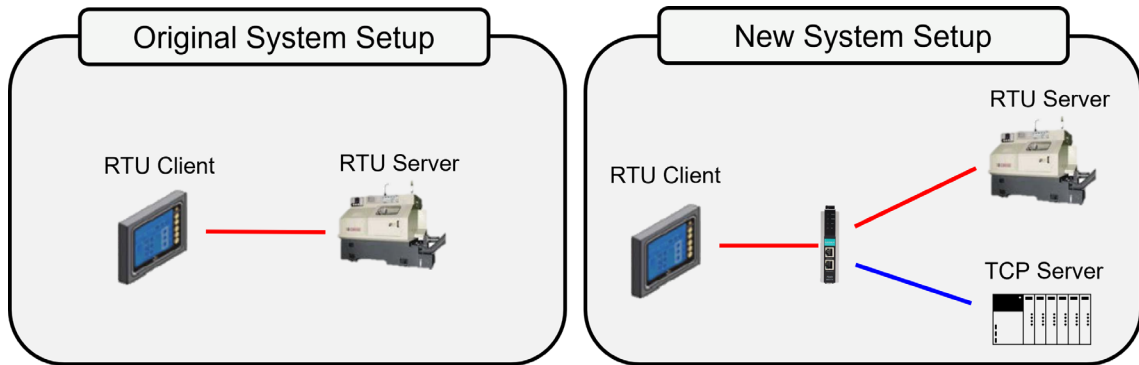 Original System Setup
RTU Client
RTU Server
New System Setup
RTU Server
RTU Client
TCP Server